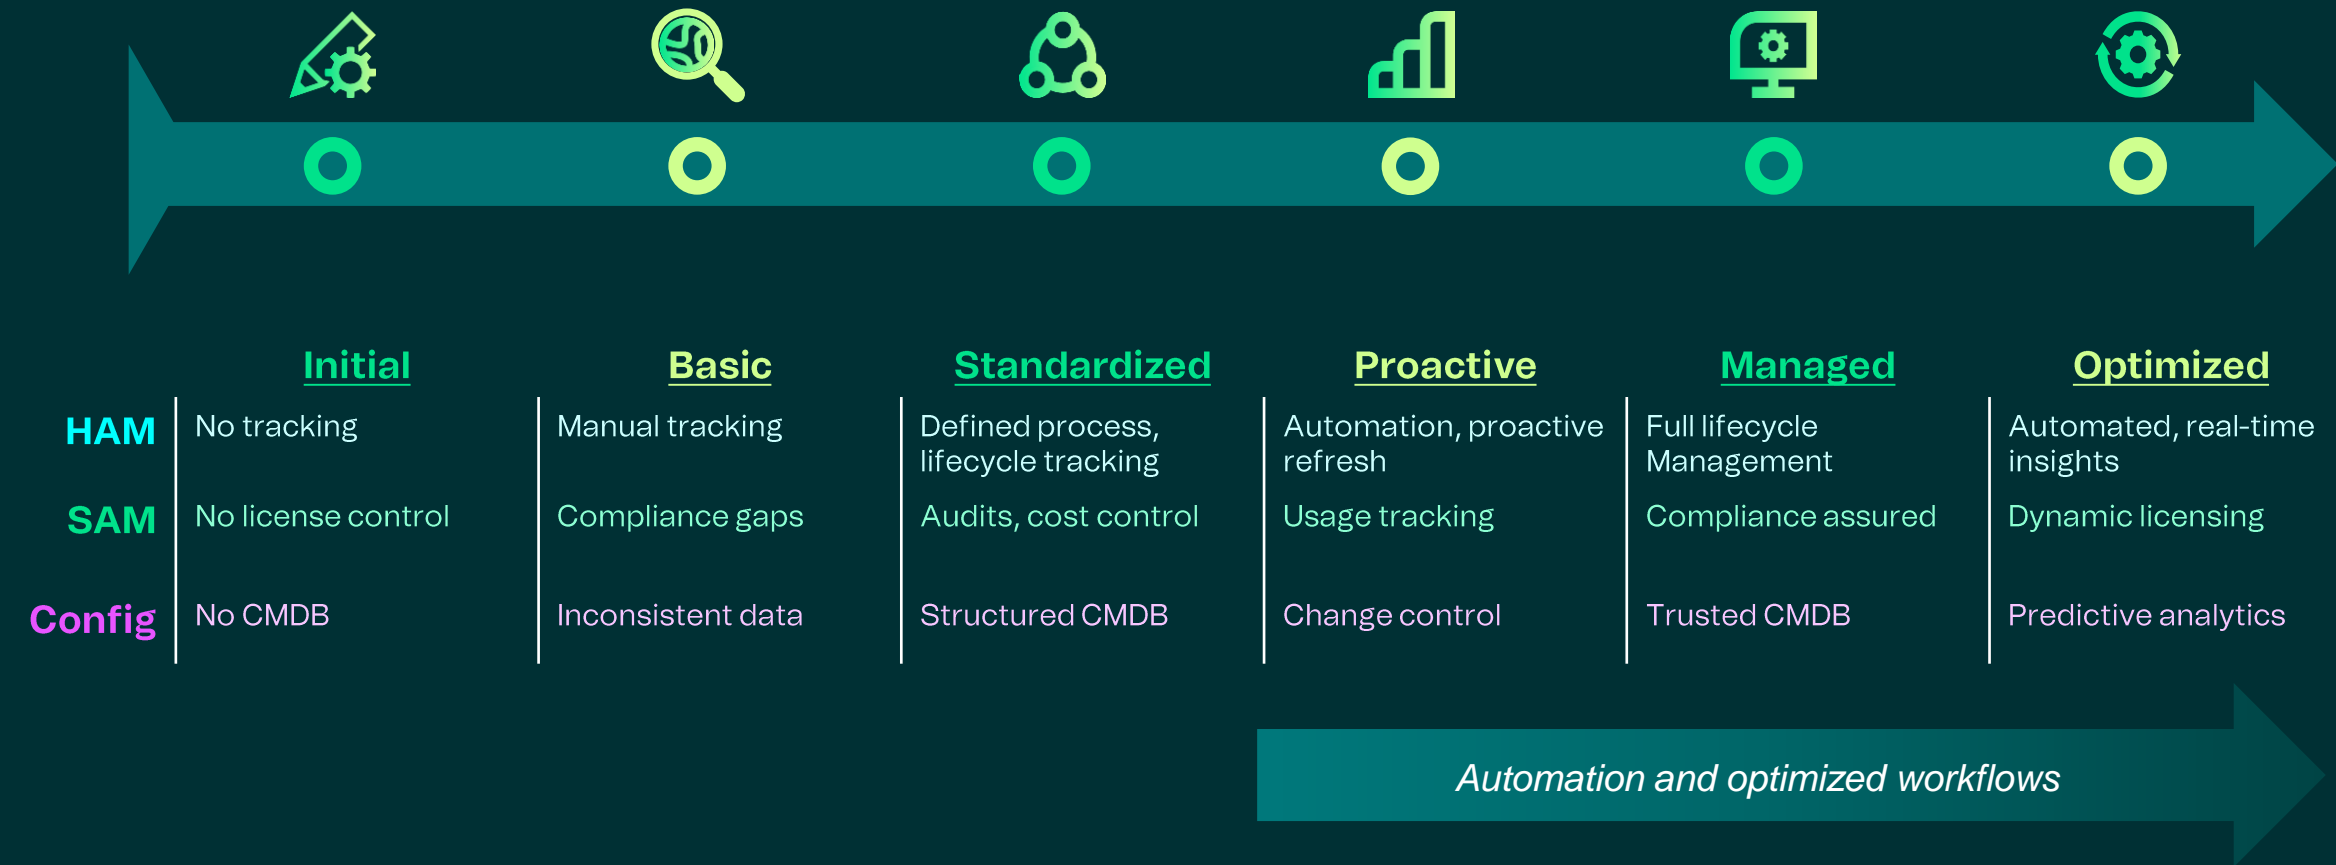 Initial
Basic
Standardized
Proactive
Managed
Optimized
HAM
No tracking
Manual tracking
Defined process,
lifecycle tracking
Automation, proactive
refresh
Full lifecycle
Management
Automated, real-time
insights
SAM
No license control
Compliance gaps
Audits, cost control
Usage tracking
Compliance assured
Dynamic licensing
Config
No CMDB
Inconsistent data
Structured CMDB
Change control
Trusted CMDB
Predictive analytics
Automation and optimized workflows